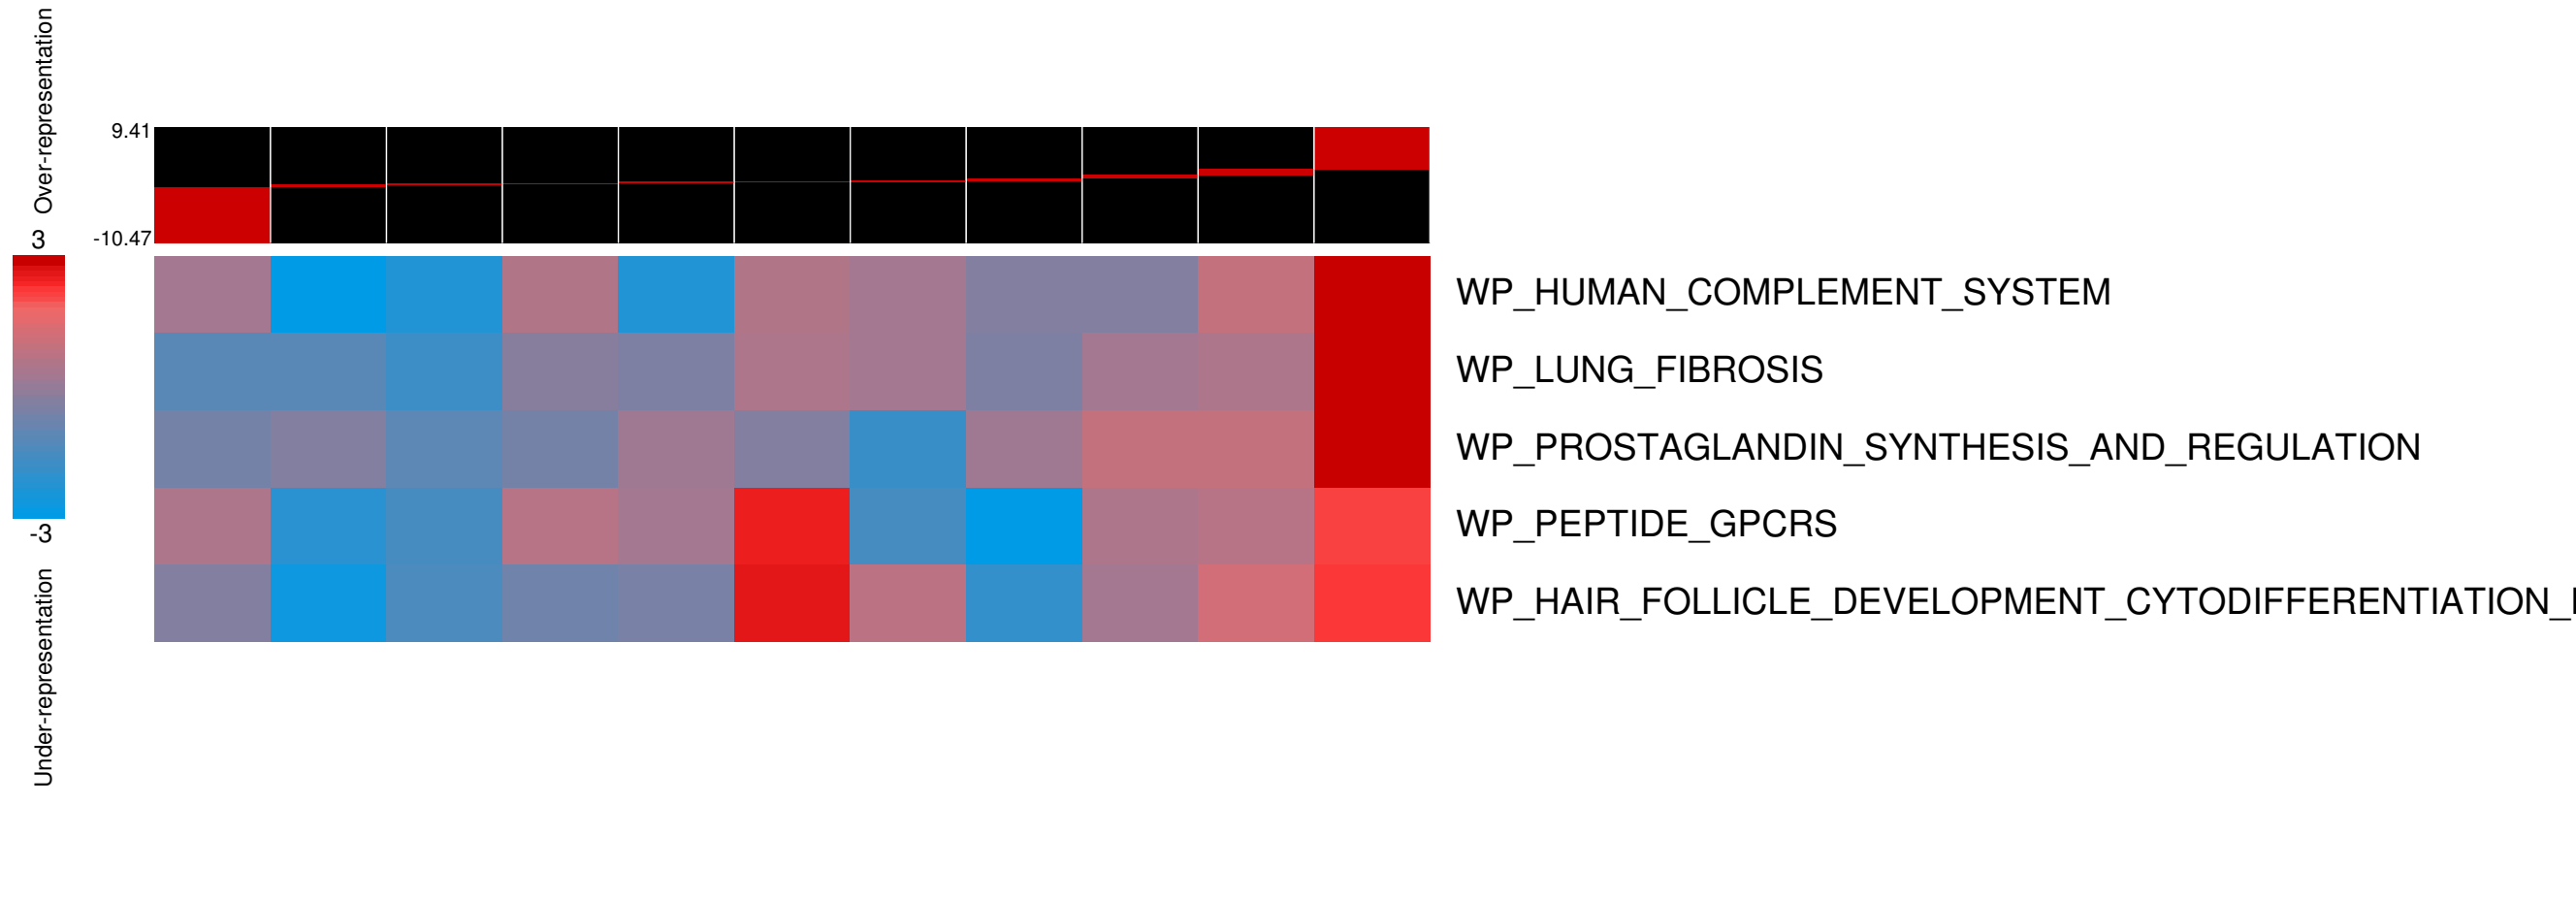 Over-representation
9.41
-10.47
3
-3
Under-representation
WP_HUMAN_COMPLEMENT_SYSTEM
WP_LUNG_FIBROSIS
WP_PROSTAGLANDIN_SYNTHESIS_AND_REGULATION
WP_PEPTIDE_GPCRS
WP_HAIR_FOLLICLE_DEVELOPMENT_CYTODIFFERENTIATION_